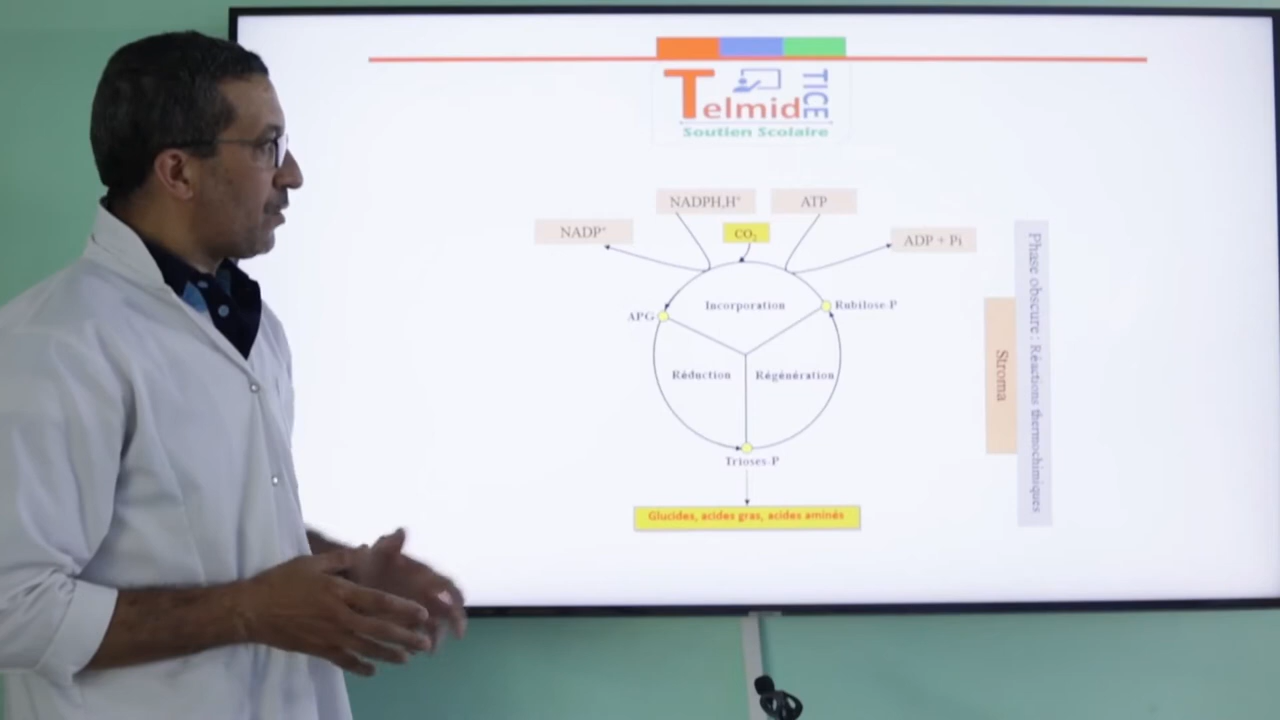 Telmid TICE
Soutien Scolaire
NADPH,H⁺
ATP
NADP⁺
CO₂
ADP + Pi
Incorporation
APG
Rubilose-P
Réduction
Régénération
Trioses-P
Glucides, acides gras, acides aminés
Stroma
Phase obscure : Réactions thermochimiques